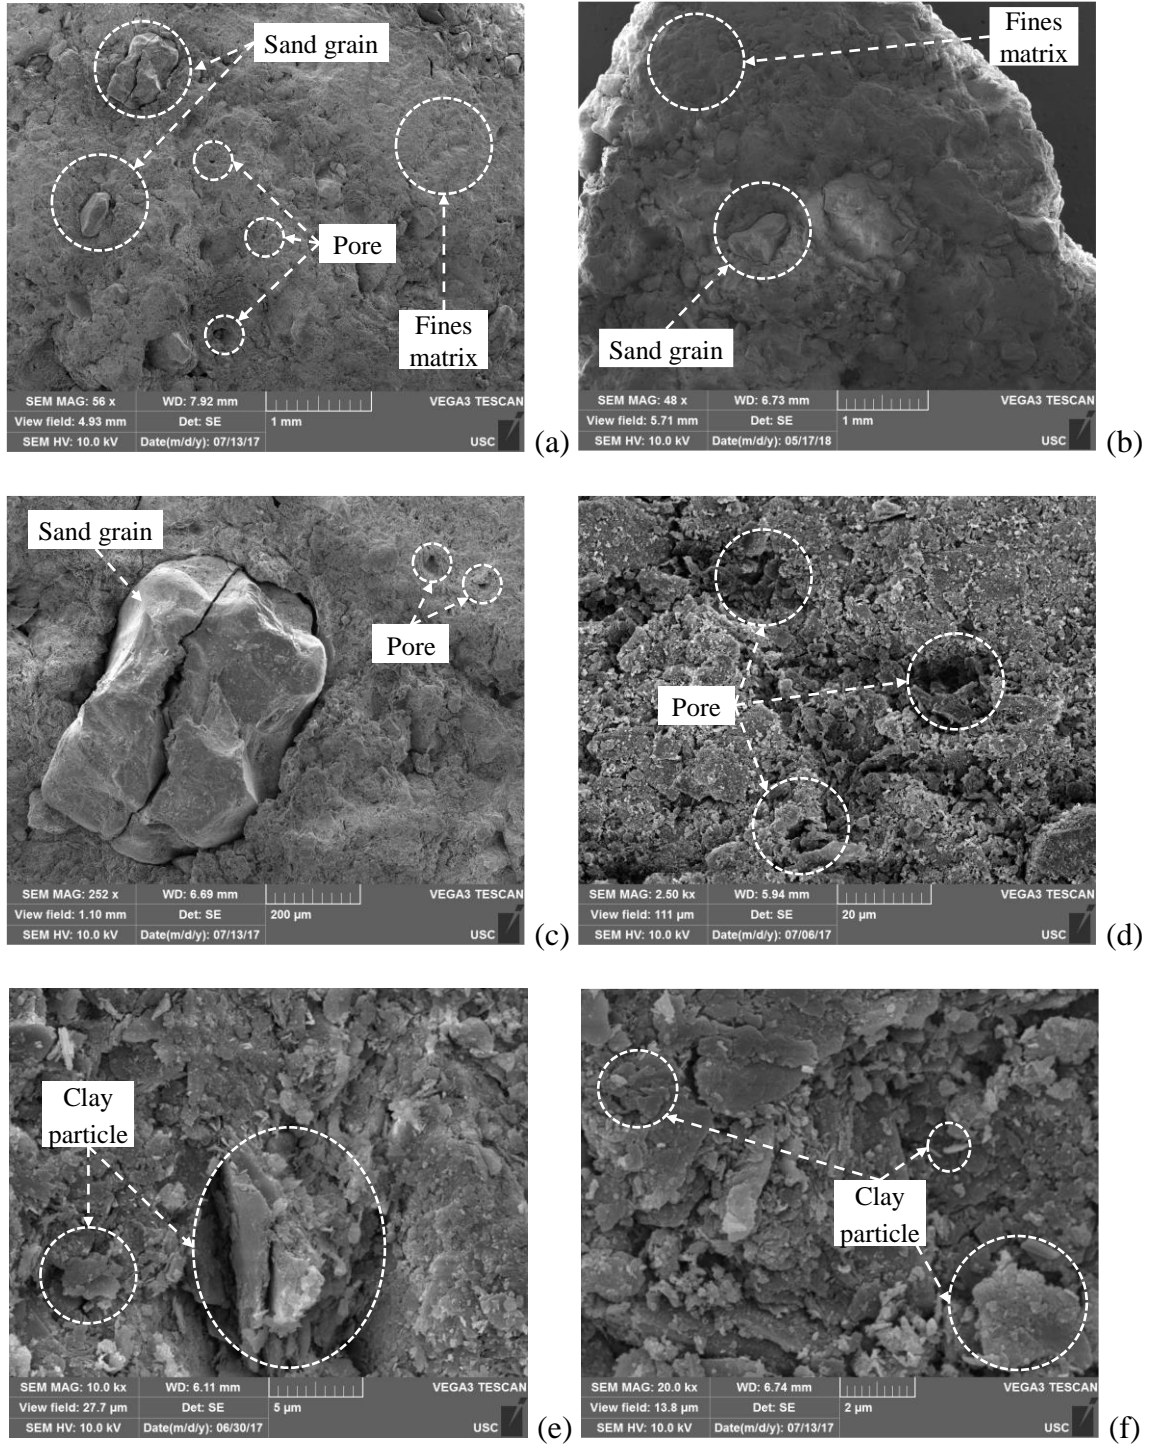 Sand grain
Pore
Fines
matrix
SEM MAG: 56 x
WD: 7.92 mm
VEGA3 TESCAN
View field: 4.93 mm
Det: SE
1 mm
SEM HV: 10.0 kV
Date(m/d/y): 07/13/17
USC
(a)
Fines
matrix
Sand grain
SEM MAG: 48 x
WD: 6.73 mm
VEGA3 TESCAN
View field: 5.71 mm
Det: SE
1 mm
SEM HV: 10.0 kV
Date(m/d/y): 05/17/18
USC
(b)
Sand grain
Pore
SEM MAG: 252 x
WD: 6.69 mm
VEGA3 TESCAN
View field: 1.10 mm
Det: SE
200 µm
SEM HV: 10.0 kV
Date(m/d/y): 07/13/17
USC
(c)
Pore
SEM MAG: 2.50 kx
WD: 5.94 mm
VEGA3 TESCAN
View field: 111 µm
Det: SE
20 µm
SEM HV: 10.0 kV
Date(m/d/y): 07/06/17
USC
(d)
Clay
particle
SEM MAG: 10.0 kx
WD: 6.11 mm
VEGA3 TESCAN
View field: 27.7 µm
Det: SE
5 µm
SEM HV: 10.0 kV
Date(m/d/y): 06/30/17
USC
(e)
Clay
particle
SEM MAG: 20.0 kx
WD: 6.74 mm
VEGA3 TESCAN
View field: 13.8 µm
Det: SE
2 µm
SEM HV: 10.0 kV
Date(m/d/y): 07/13/17
USC
(f)